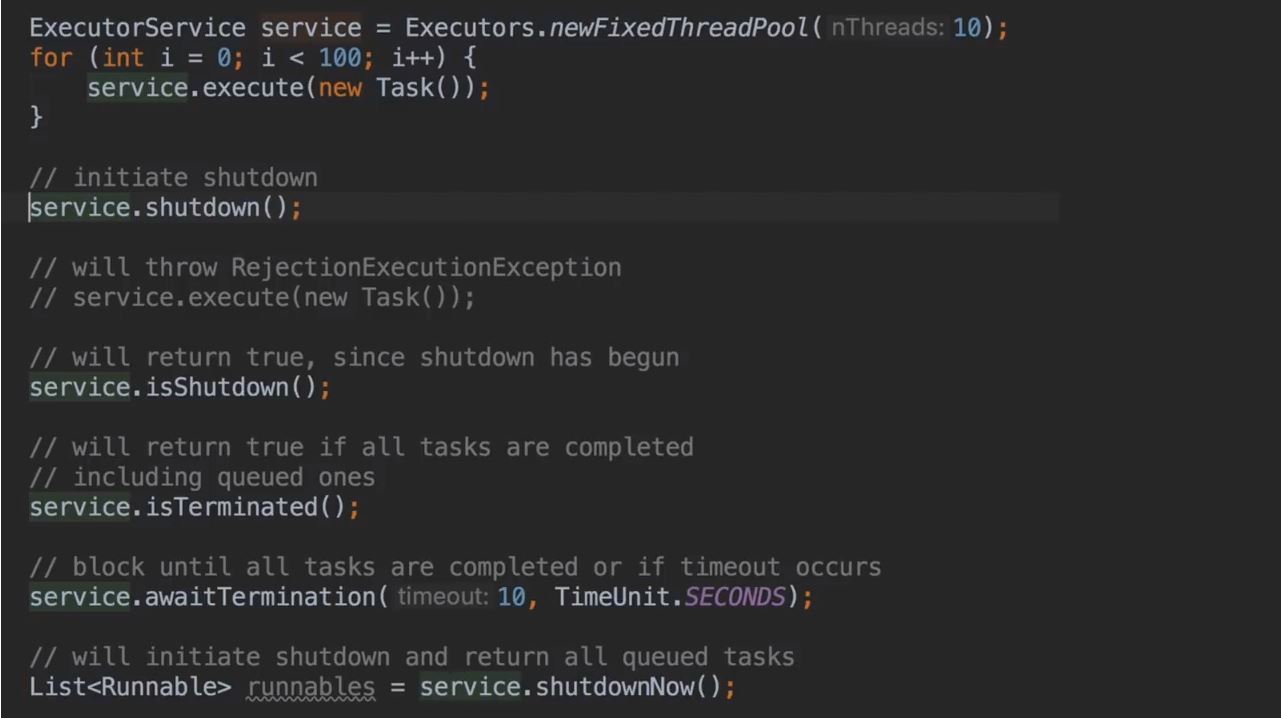 ExecutorService service = Executors.newFixedThreadPool( nThreads: 10);
for (int i = 0; i < 100; i++) {
    service.execute(new Task());
}

// initiate shutdown
service.shutdown();

// will throw RejectionExecutionException
// service.execute(new Task());

// will return true, since shutdown has begun
service.isShutdown();

// will return true if all tasks are completed
// including queued ones
service.isTerminated();

// block until all tasks are completed or if timeout occurs
service.awaitTermination( timeout: 10, TimeUnit.SECONDS);

// will initiate shutdown and return all queued tasks
List<Runnable> runnables = service.shutdownNow();